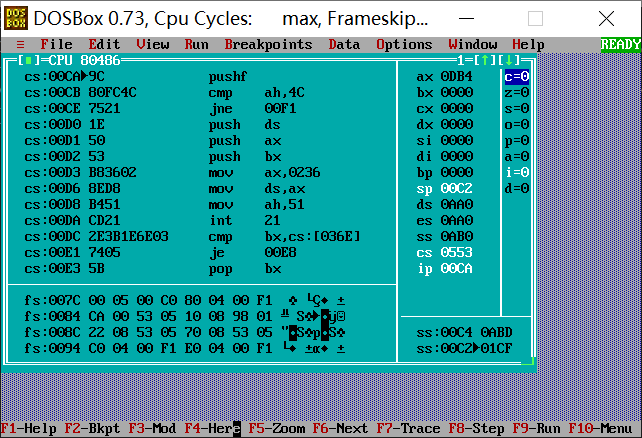 DOSBox 0.73, Cpu Cycles: max, Frameskip...
≡ File Edit View Run Breakpoints Data Options Window Help READY
[■]=CPU 80486 1=[↑][↓]
cs:00CA►9C pushf ax 0DB4 c=0
cs:00CB 80FC4C cmp ah,4C bx 0000 z=0
cs:00CE 7521 jne 00F1 cx 0000 s=0
cs:00D0 1E push ds dx 0000 o=0
cs:00D1 50 push ax si 0000 p=0
cs:00D2 53 push bx di 0000 a=0
cs:00D3 B83602 mov ax,0236 bp 0000 i=0
cs:00D6 8ED8 mov ds,ax sp 00C2 d=0
cs:00D8 B451 mov ah,51 ds 0AA0
cs:00DA CD21 int 21 es 0AA0
cs:00DC 2E3B1E6E03 cmp bx,cs:[036E] ss 0AB0
cs:00E1 7405 je 00E8 cs 0553
cs:00E3 5B pop bx ip 00CA
fs:007C 00 05 00 C0 80 04 00 F1
fs:0084 CA 00 53 05 10 08 98 01
fs:008C 22 08 53 05 70 08 53 05 ss:00C4 0ABD
fs:0094 C0 04 00 F1 E0 04 00 F1 ss:00C2►01CF
F1-Help F2-Bkpt F3-Mod F4-Here F5-Zoom F6-Next F7-Trace F8-Step F9-Run F10-Menu